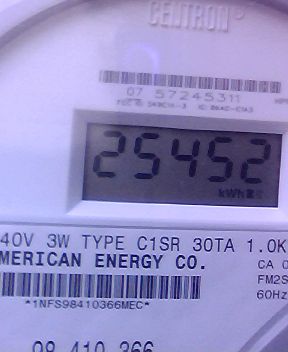 CENTRON®
07 57245311
25452
kWh
40V 3W TYPE C1SR 30TA 1.0K
MERICAN ENERGY CO.
CA 0
FM2S
60Hz
*1NFS98410366MEC*
98 410 366